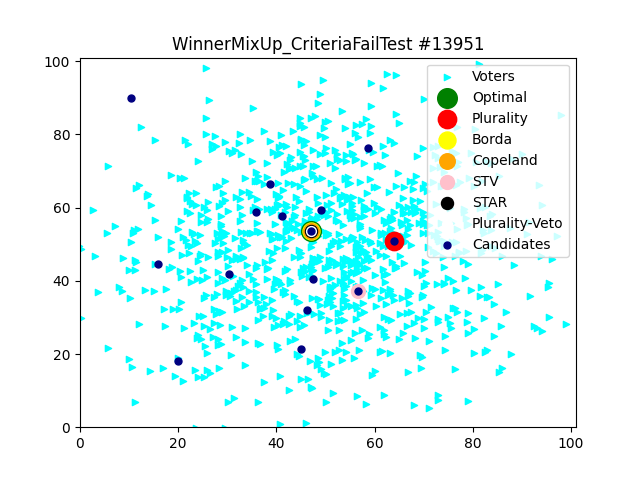 WinnerMixUp_CriteriaFailTest #13951
Voters
Optimal
Plurality
Borda
Copeland
STV
STAR
Plurality-Veto
Candidates
100
80
60
40
20
0
0 20 40 60 80 100